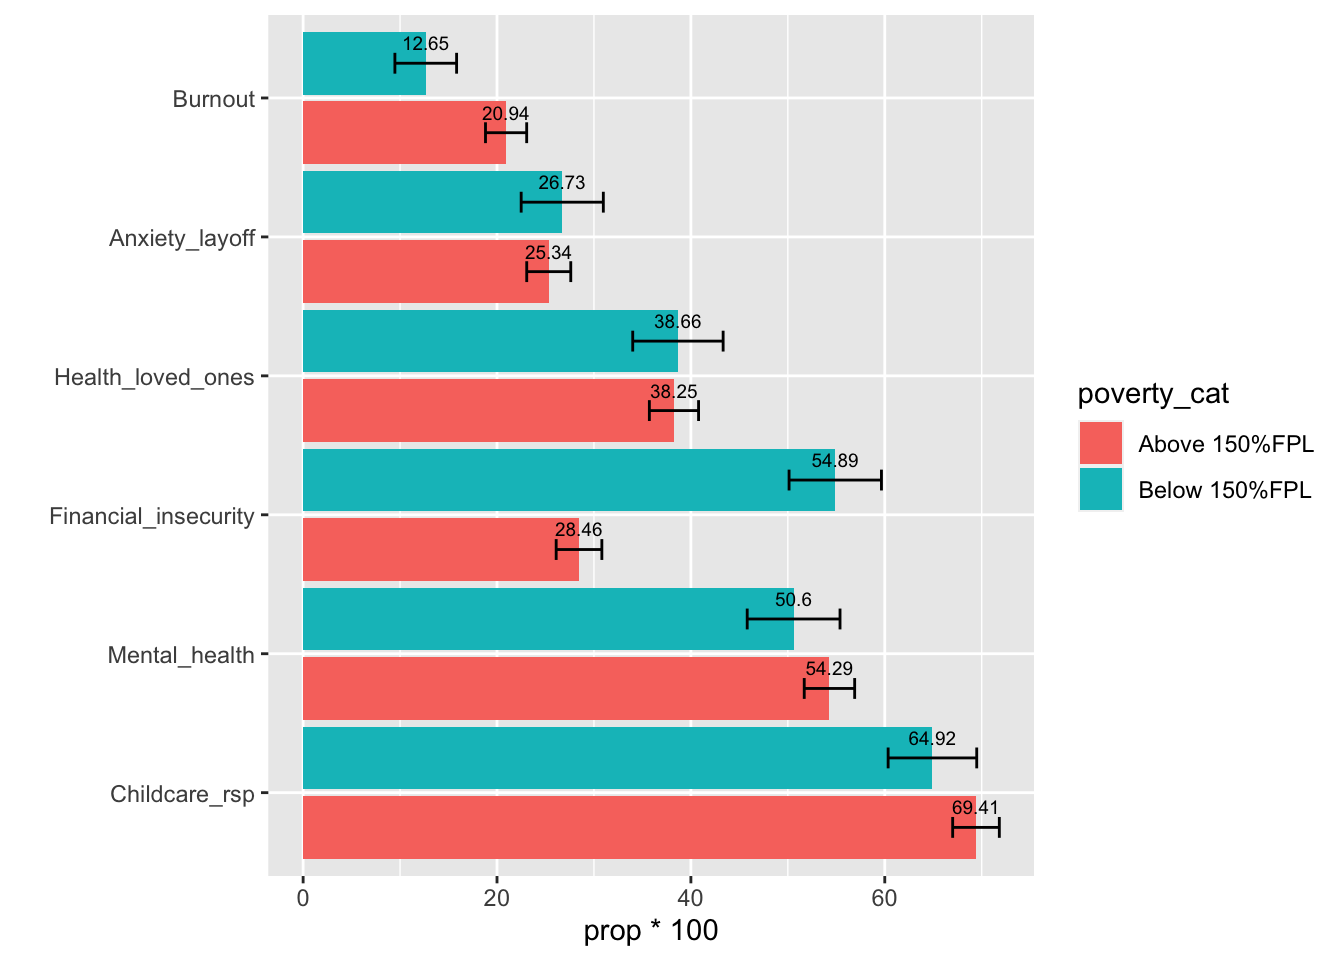 12.65
Burnout
20.94
26.73
Anxiety_layoff
25.34
38.66
Health_loved_ones
38.25
54.89
Financial_insecurity
28.46
50.6
Mental_health
54.29
64.92
Childcare_rsp
69.41
0 20 40 60
prop * 100
poverty_cat
Above 150%FPL
Below 150%FPL